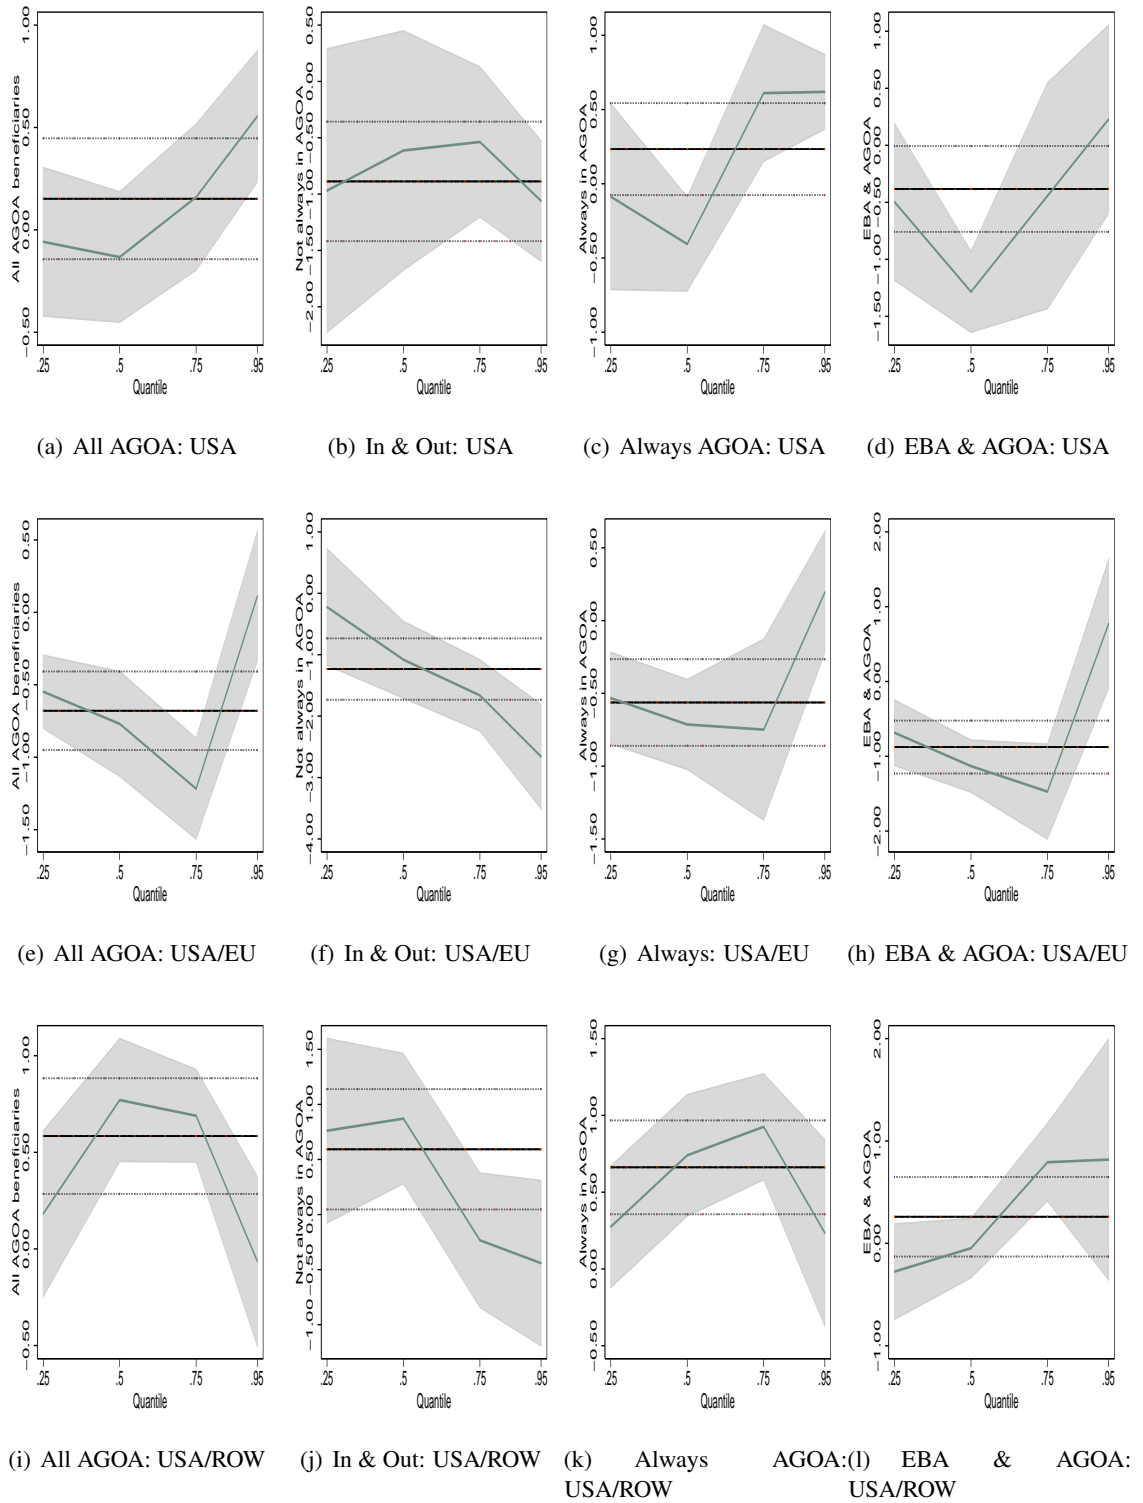 All AGOA beneficiaries
−0.50 0.00 0.50 1.00
.25 .5 .75 .95
Quantile
(a) All AGOA: USA
Not always in AGOA
−2.00 −1.50 −1.00 −0.50 0.00 0.50
.25 .5 .75 .95
Quantile
(b) In & Out: USA
Always in AGOA
−1.00 −0.50 0.00 0.50 1.00
.25 .5 .75 .95
Quantile
(c) Always AGOA: USA
EBA & AGOA
−1.50 −1.00 −0.50 0.00 0.50 1.00
.25 .5 .75 .95
Quantile
(d) EBA & AGOA: USA
All AGOA beneficiaries
−1.50 −1.00 −0.50 0.00 0.50
.25 .5 .75 .95
Quantile
(e) All AGOA: USA/EU
Not always in AGOA
−4.00 −3.00 −2.00 −1.00 0.00 1.00
.25 .5 .75 .95
Quantile
(f) In & Out: USA/EU
Always in AGOA
−1.50 −1.00 −0.50 0.00 0.50
.25 .5 .75 .95
Quantile
(g) Always: USA/EU
EBA & AGOA
−2.00 −1.00 0.00 1.00 2.00
.25 .5 .75 .95
Quantile
(h) EBA & AGOA: USA/EU
All AGOA beneficiaries
−0.50 0.00 0.50 1.00
.25 .5 .75 .95
Quantile
(i) All AGOA: USA/ROW
Not always in AGOA
−1.00 −0.50 0.00 0.50 1.00 1.50
.25 .5 .75 .95
Quantile
(j) In & Out: USA/ROW
Always in AGOA
−0.50 0.00 0.50 1.00 1.50
.25 .5 .75 .95
Quantile
(k) Always AGOA:
USA/ROW
EBA & AGOA
−1.00 0.00 1.00 2.00
.25 .5 .75 .95
Quantile
(l) EBA & AGOA:
USA/ROW